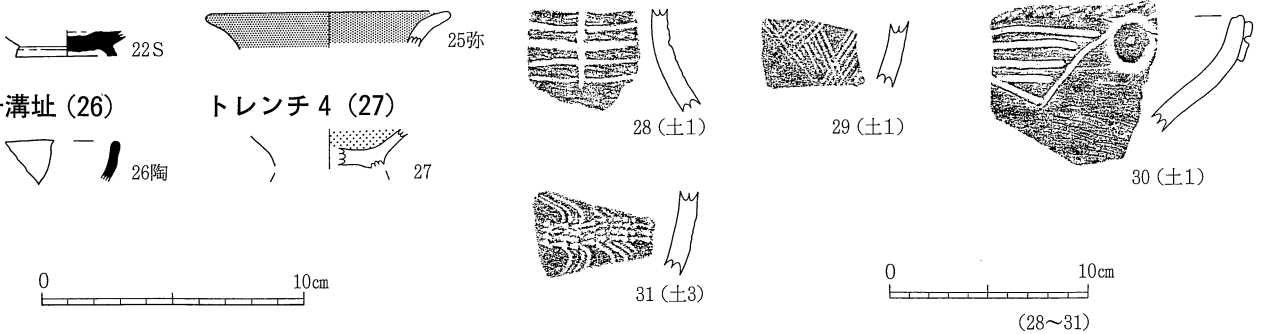 22S
25弥
28(土1)
29(土1)
30(土1)
溝址(26)
トレンチ4(27)
26陶
27
31(土3)
0 10cm
0 10cm
(28〜31)